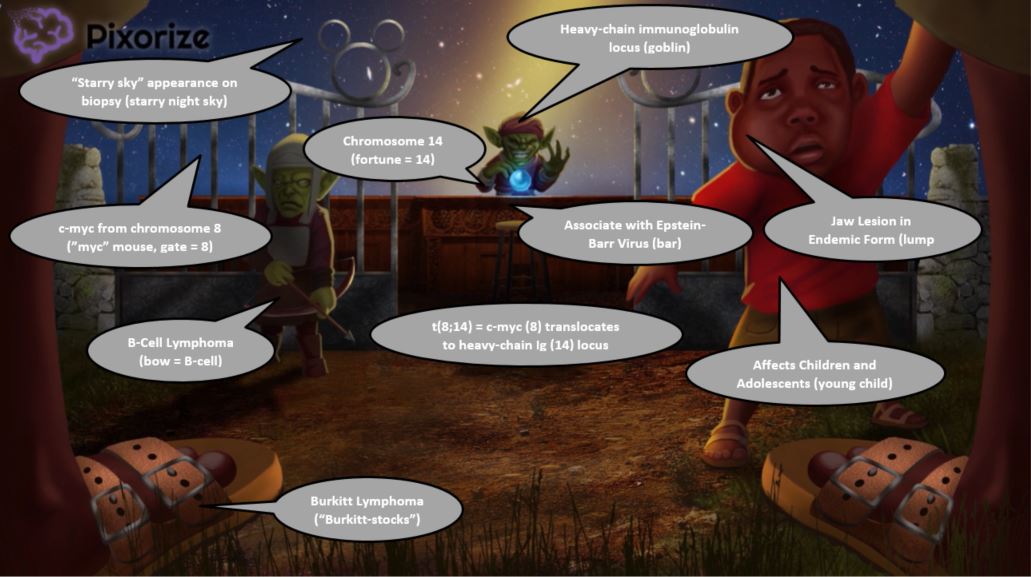 Pixorize
Heavy-chain immunoglobulin
locus (goblin)
“Starry sky” appearance on
biopsy (starry night sky)
Chromosome 14
(fortune = 14)
c-myc from chromosome 8
(”myc” mouse, gate = 8)
Associate with Epstein-
Barr Virus (bar)
Jaw Lesion in
Endemic Form (lump
B-Cell Lymphoma
(bow = B-cell)
t(8;14) = c-myc (8) translocates
to heavy-chain Ig (14) locus
Affects Children and
Adolescents (young child)
Burkitt Lymphoma
(“Burkitt-stocks”)